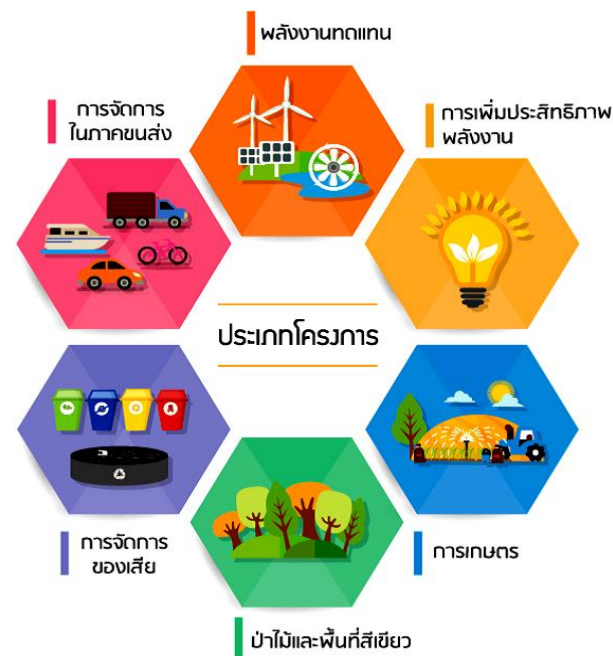 พลังงานทดแทน
การจัดการ
ในภาคขนส่ง
การเพิ่มประสิทธิภาพ
พลังงาน
ประเภทโครงการ
การจัดการ
ของเสีย
การเกษตร
ป่าไม้และพื้นที่สีเขียว